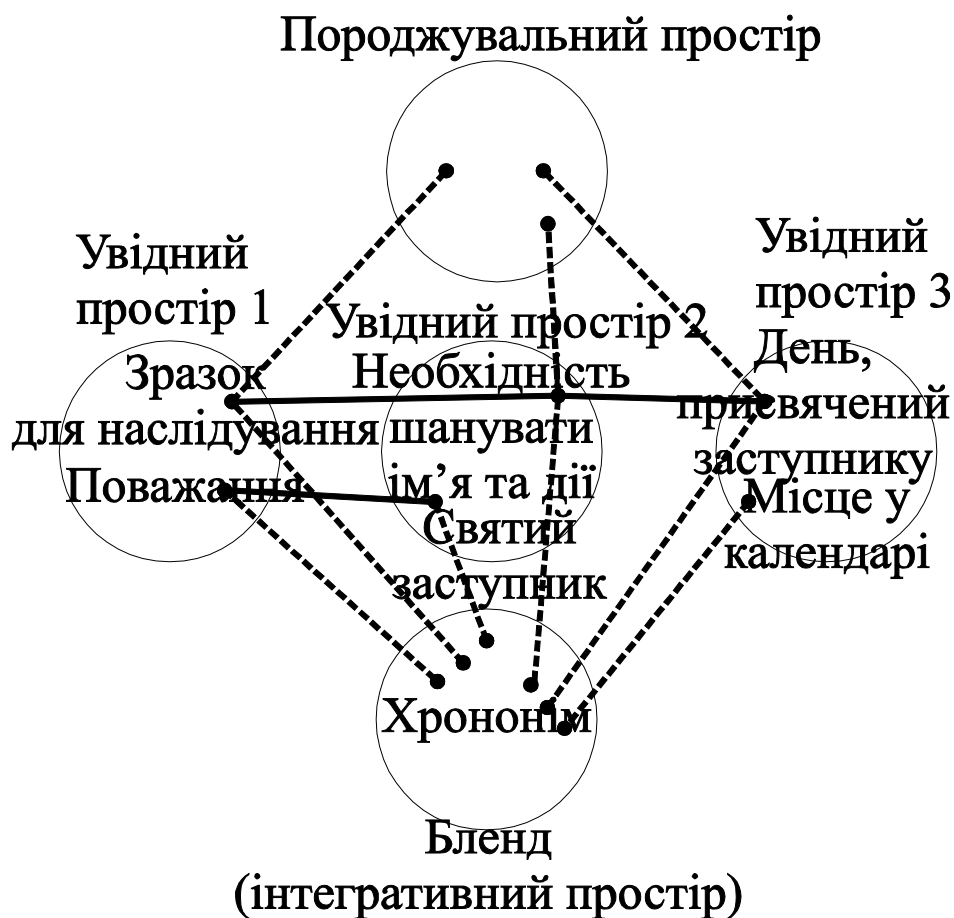 Породжувальний простір
Увідний
простір 1
Увідний простір 2
Увідний
простір 3
Зразок
для наслідування
Поважання
Необхідність
шанувати
ім’я та дії
Святий
заступник
День,
присвячений
заступнику
Місце у
календарі
Хрононім
Бленд
(інтегративний простір)